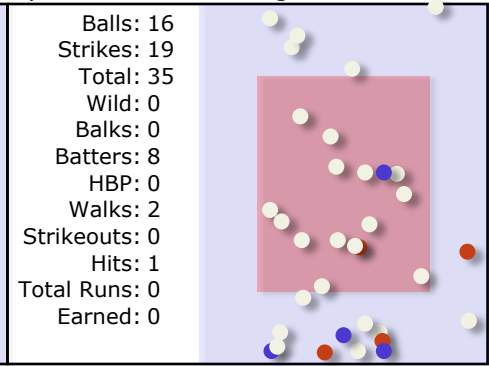 Balls: 16
Strikes: 19
Total: 35
Wild: 0
Balks: 0
Batters: 8
HBP: 0
Walks: 2
Strikeouts: 0
Hits: 1
Total Runs: 0
Earned: 0